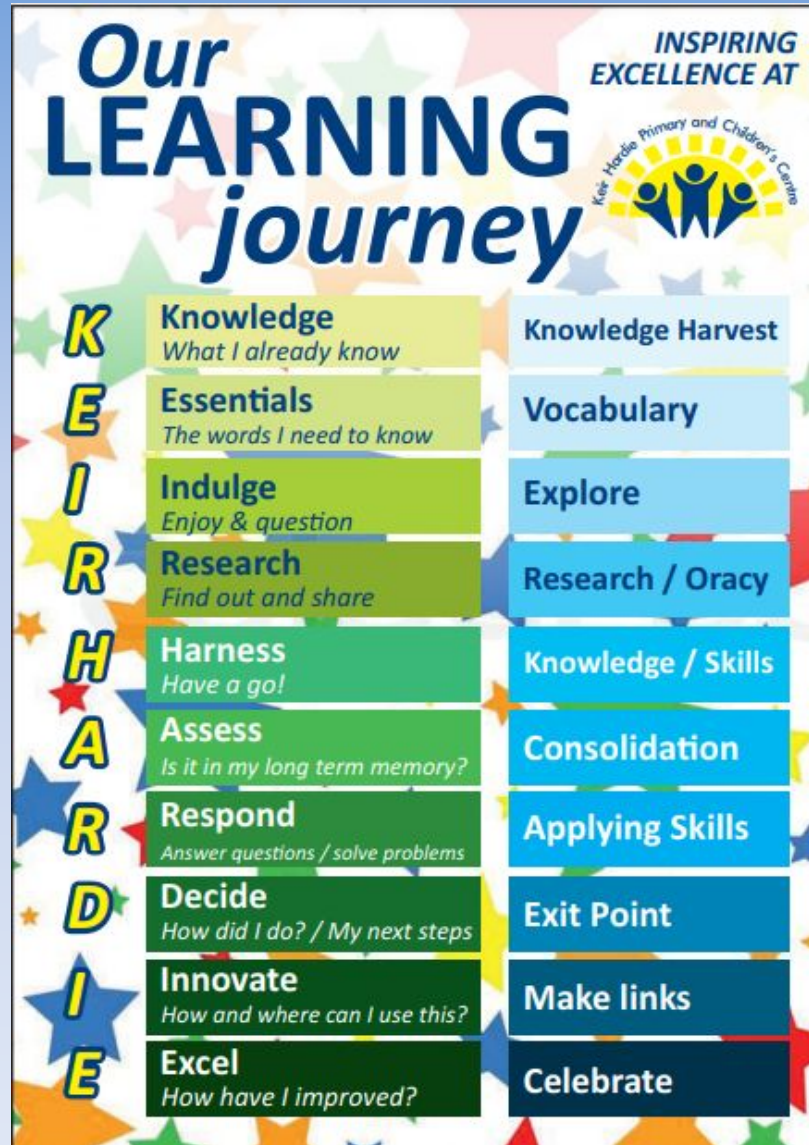 Our
LEARNING
journey
INSPIRING
EXCELLENCE AT
Keir Hardie Primary and Children's Centre
K
Knowledge
What I already know
Knowledge Harvest
E
Essentials
The words I need to know
Vocabulary
I
Indulge
Enjoy & question
Explore
R
Research
Find out and share
Research / Oracy
H
Harness
Have a go!
Knowledge / Skills
A
Assess
Is it in my long term memory?
Consolidation
R
Respond
Answer questions / solve problems
Applying Skills
D
Decide
How did I do? / My next steps
Exit Point
I
Innovate
How and where can I use this?
Make links
E
Excel
How have I improved?
Celebrate